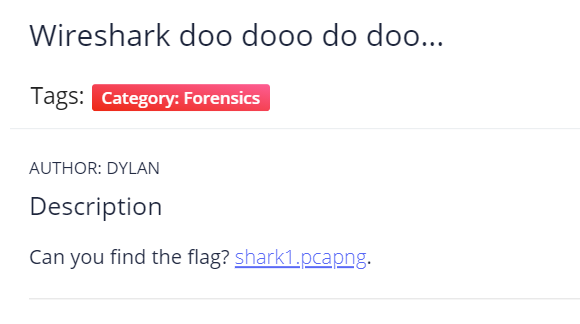 Wireshark doo dooo do doo...
Tags: Category: Forensics
AUTHOR: DYLAN
Description
Can you find the flag? shark1.pcapng.